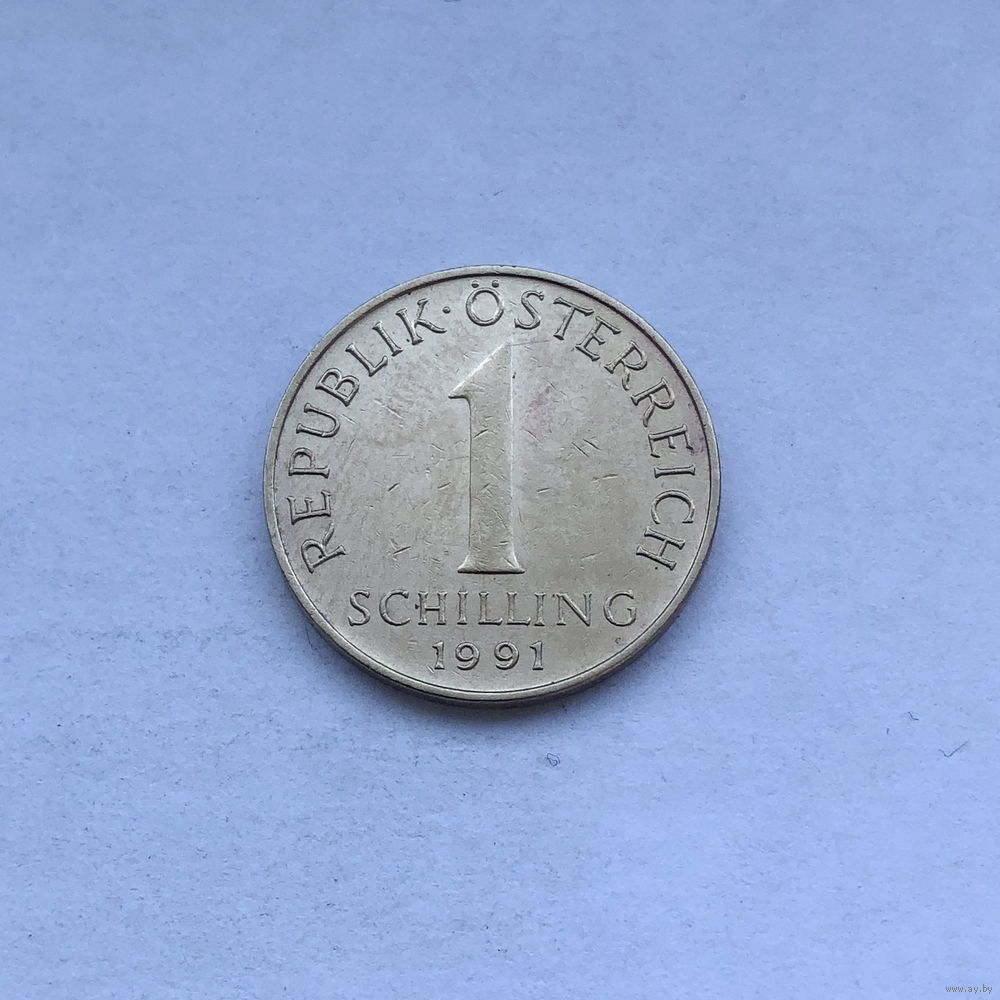 REPUBLIK · ÖSTERREICH
1
SCHILLING
1991
www.ay.by